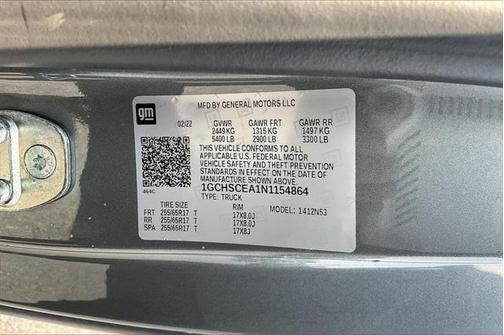 gm
MFD BY GENERAL MOTORS LLC
02/22
GVWR GAWR FRT GAWR RR
2449 KG 1315 KG 1497 KG
5400 LB 2900 LB 3300 LB
THIS VEHICLE CONFORMS TO ALL
APPLICABLE U.S. FEDERAL MOTOR
VEHICLE SAFETY AND THEFT PREVENTION
STANDARDS IN EFFECT ON THE DATE OF
MANUFACTURE SHOWN ABOVE.
1GCHSCEA1N1154864
464C TYPE: TRUCK
TIRE SIZE RIM MODEL: 1412N53
FRT 255/65R17 T 17X8.0J
RR 255/65R17 T 17X8.0J
SPA 255/65R17 T 17X8J